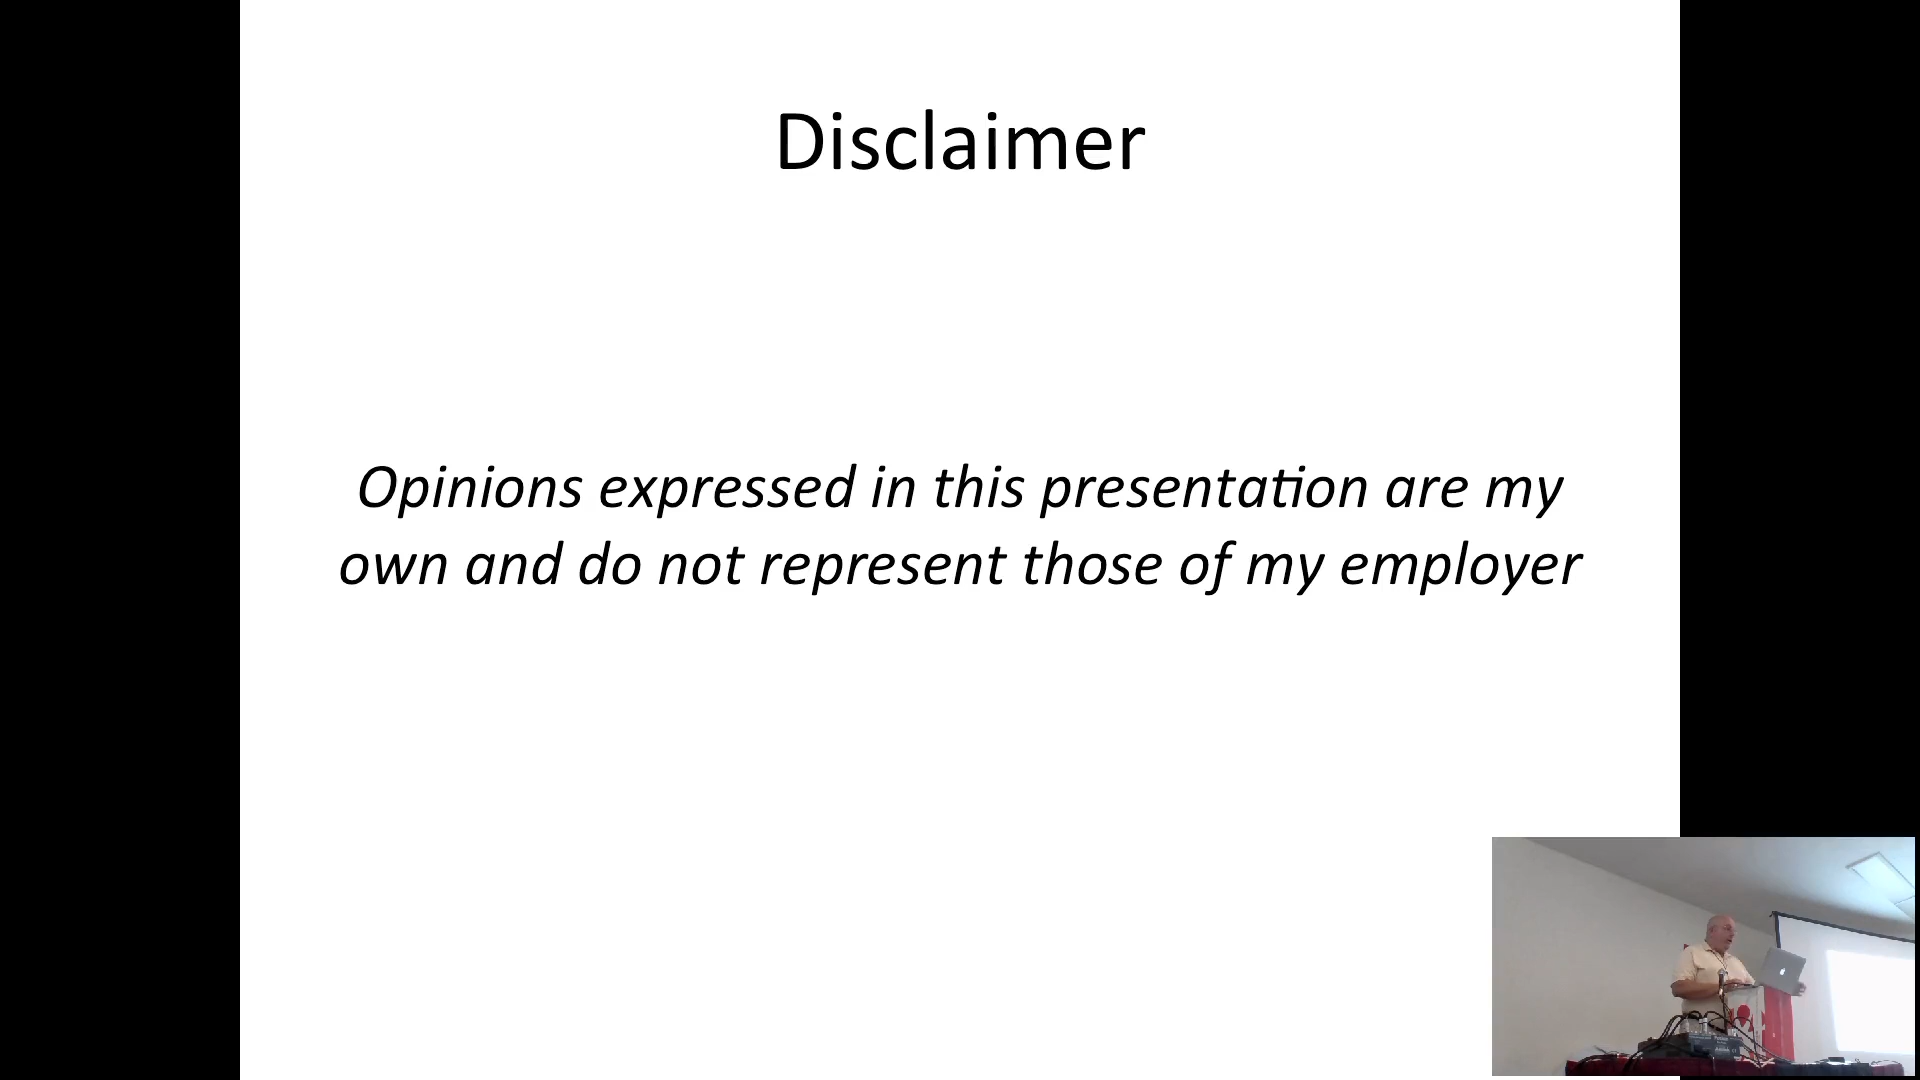 Disclaimer
Opinions expressed in this presentation are my
own and do not represent those of my employer